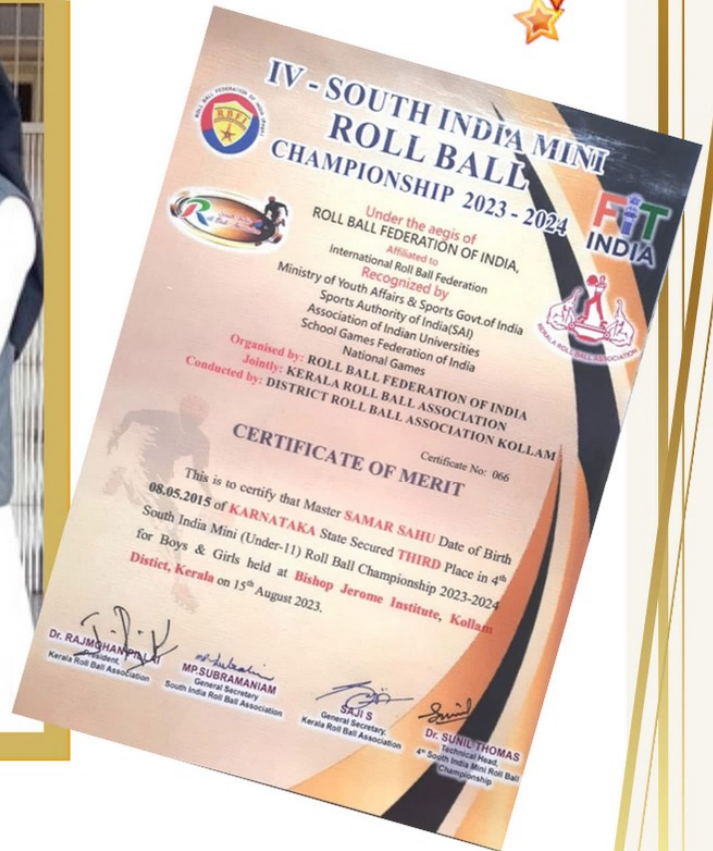 IV - SOUTH INDIA MINI
ROLL BALL
CHAMPIONSHIP 2023 - 2024
FIT
INDIA
Under the aegis of
ROLL BALL FEDERATION OF INDIA,
Affiliated to
International Roll Ball Federation
Recognized by
Ministry of Youth Affairs & Sports Govt.of India
Sports Authority of India(SAI)
Association of Indian Universities
School Games Federation of India
National Games
KERALA ROLL BALL ASSOCIATION
Organised by: ROLL BALL FEDERATION OF INDIA
Jointly: KERALA ROLL BALL ASSOCIATION
Conducted by: DISTRICT ROLL BALL ASSOCIATION KOLLAM
Certificate No: 066
CERTIFICATE OF MERIT
This is to certify that Master SAMAR SAHU Date of Birth
08.05.2015 of KARNATAKA State Secured THIRD Place in 4th
South India Mini (Under-11) Roll Ball Championship 2023-2024
for Boys & Girls held at Bishop Jerome Institute, Kollam
Distict, Kerala on 15th August 2023.
Dr. RAJMOHAN PILLAI
President,
Kerala Roll Ball Association
MP.SUBRAMANIAM
General Secretary
South India Roll Ball Association
SAJI S
General Secretary,
Kerala Roll Ball Association
Dr. SUNIL THOMAS
Technical Head,
4th South India Mini Roll Ball
Championship